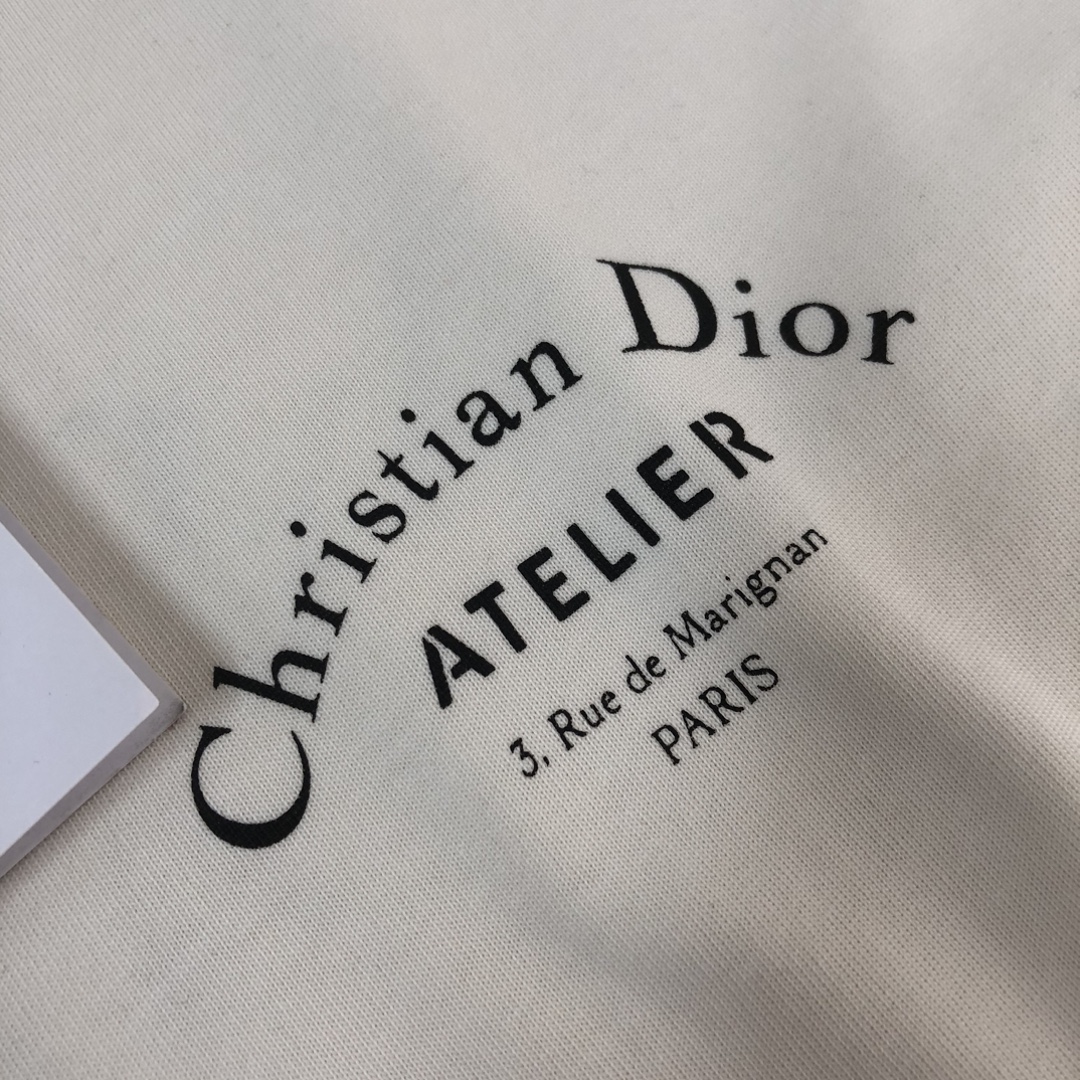 Christian Dior
ATELIER
3, Rue de Marignan
PARIS